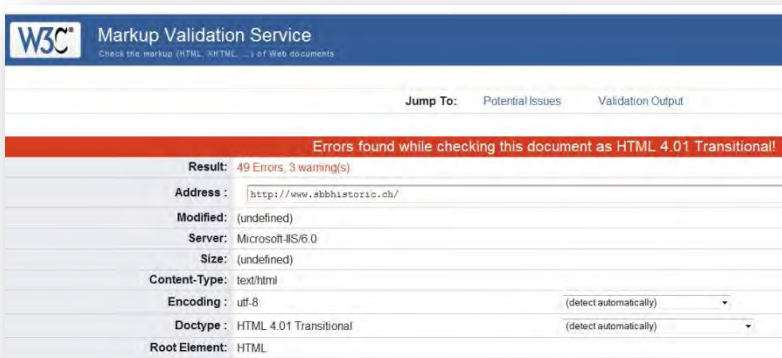 W3C® Markup Validation Service
Check the markup (HTML, XHTML, ...) of Web documents
Jump To: Potential Issues Validation Output
Errors found while checking this document as HTML 4.01 Transitional!
Result: 49 Errors, 3 warning(s)
Address : http://www.sbbhistoric.ch/
Modified: (undefined)
Server: Microsoft-IIS/6.0
Size: (undefined)
Content-Type: text/html
Encoding : utf-8 (detect automatically)
Doctype : HTML 4.01 Transitional (detect automatically)
Root Element: HTML